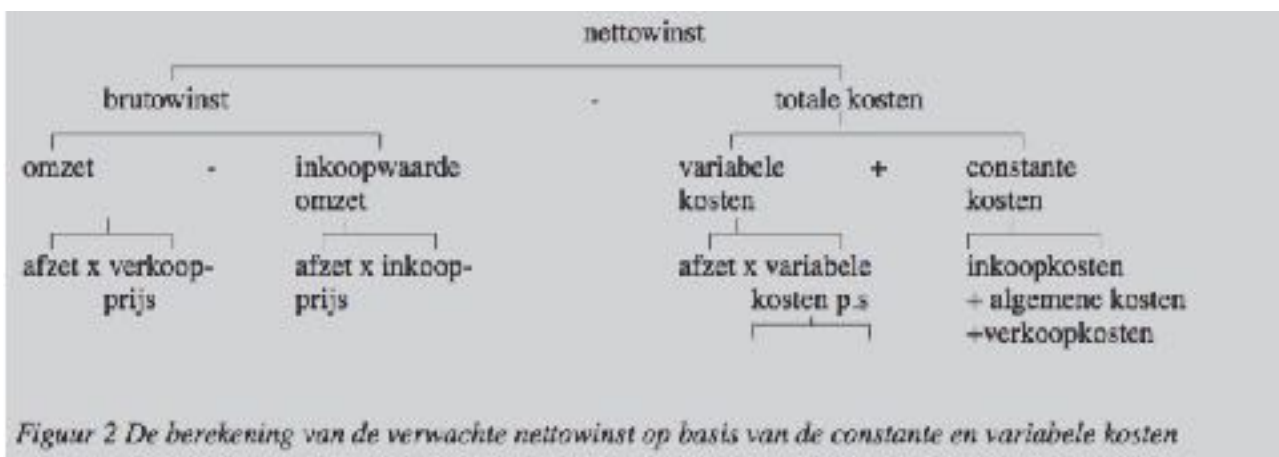 nettowinst
brutowinst - totale kosten
omzet - inkoopwaarde omzet variabele kosten + constante kosten
afzet x verkoop-prijs afzet x inkoop-prijs afzet x variabele kosten p.s inkoopkosten + algemene kosten +verkoopkosten
Figuur 2 De berekening van de verwachte nettowinst op basis van de constante en variabele kosten